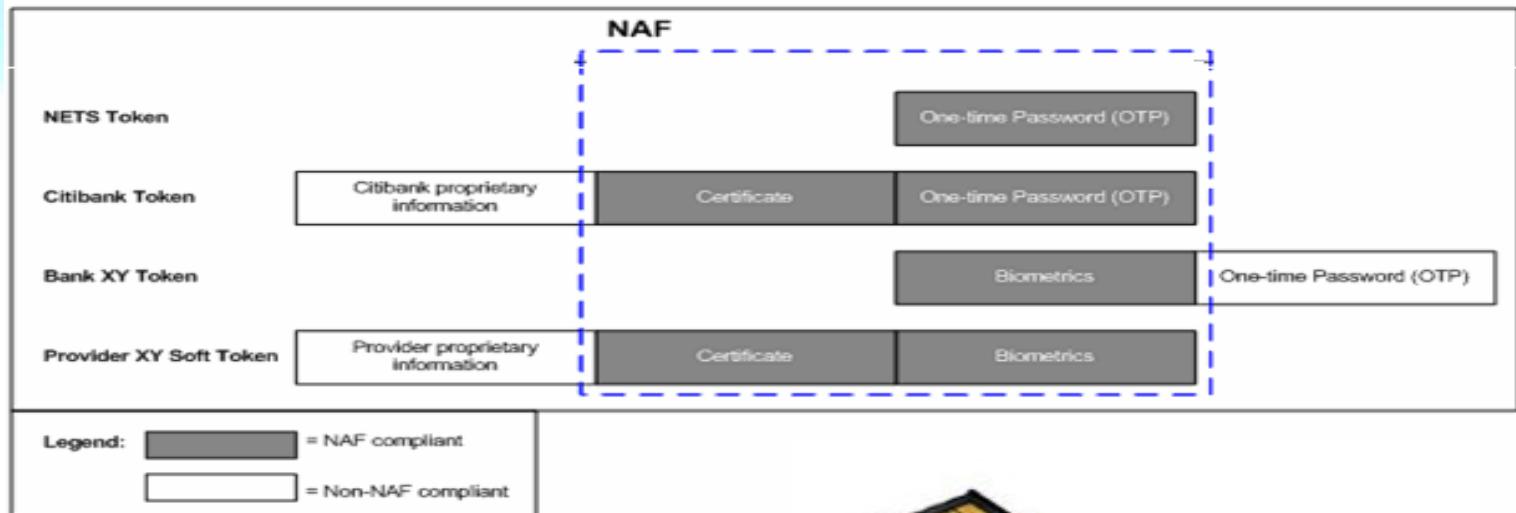 NAF
NETS Token
One-time Password (OTP)
Citibank Token
Citibank proprietary
information
Certificate
One-time Password (OTP)
Bank XY Token
Biometrics
One-time Password (OTP)
Provider XY Soft Token
Provider proprietary
information
Certificate
Biometrics
Legend:
= NAF compliant
= Non-NAF compliant